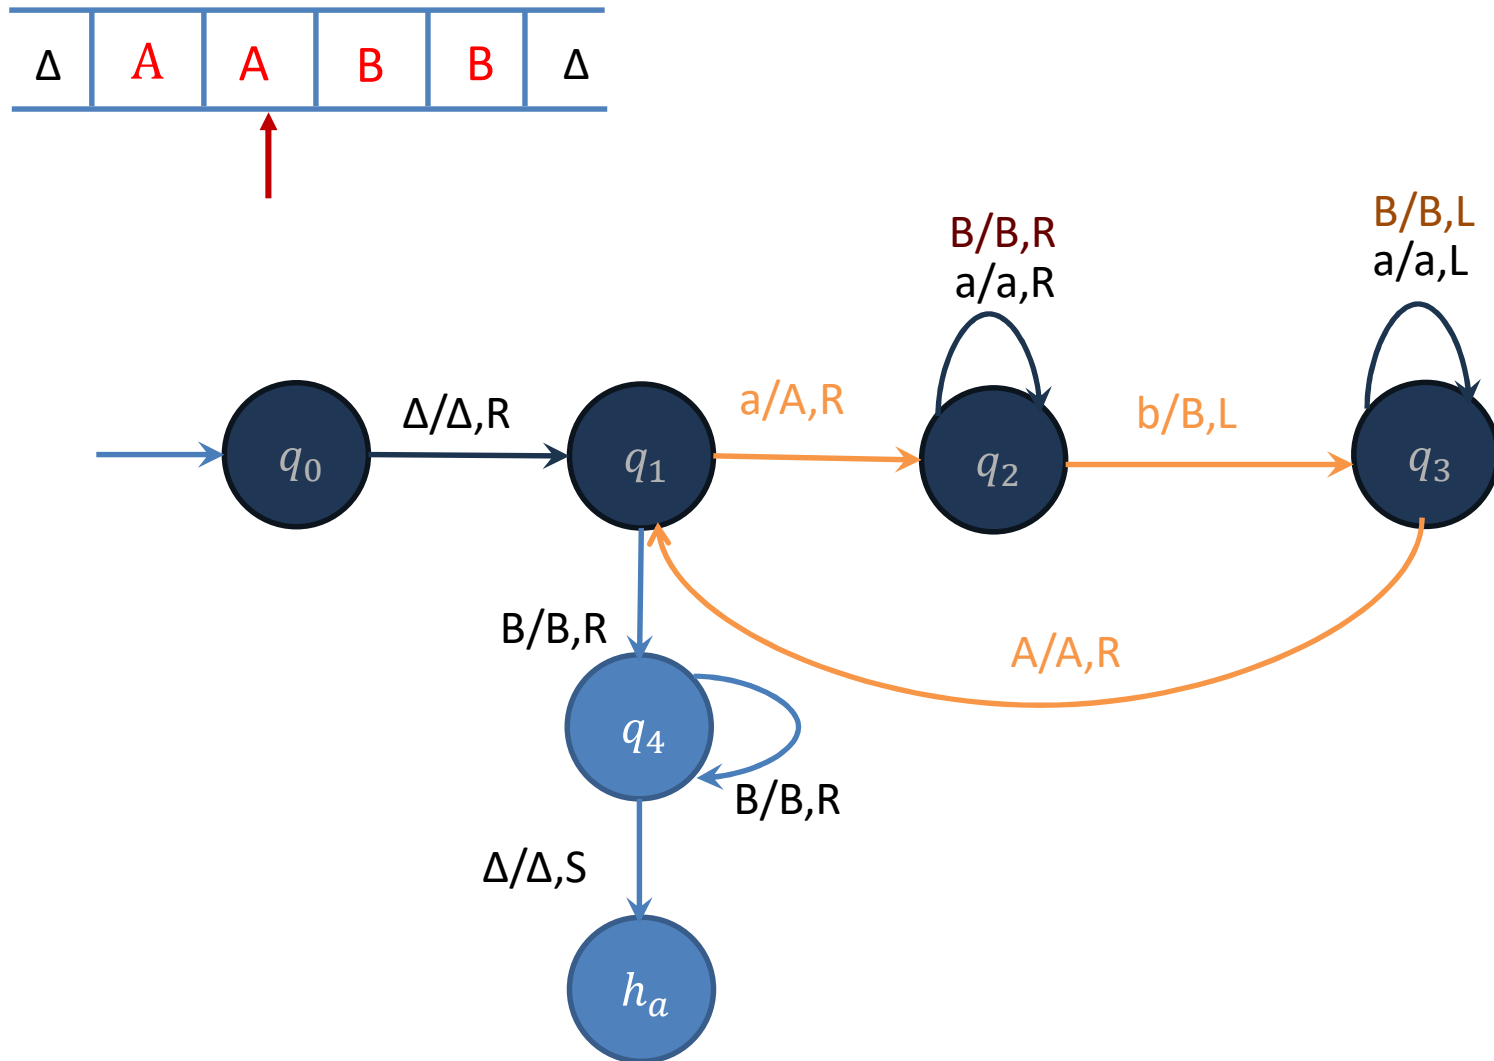 Δ A A B B Δ
B/B,R
a/a,R
B/B,L
a/a,L
Δ/Δ,R
a/A,R
b/B,L
q₀
q₁
q₂
q₃
B/B,R
A/A,R
q₄
B/B,R
Δ/Δ,S
hₐ